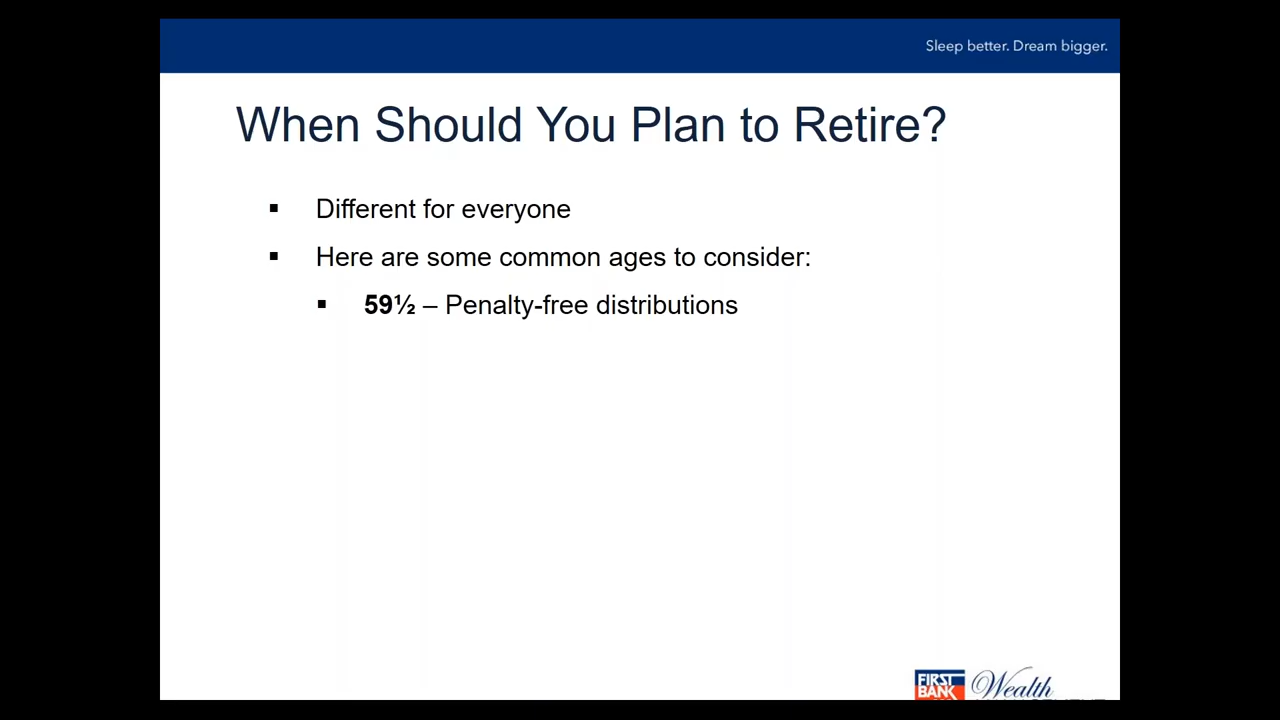 Sleep better. Dream bigger.
When Should You Plan to Retire?
▪ Different for everyone
▪ Here are some common ages to consider:
▪ 59½ – Penalty-free distributions
FIRST
BANK
Wealth